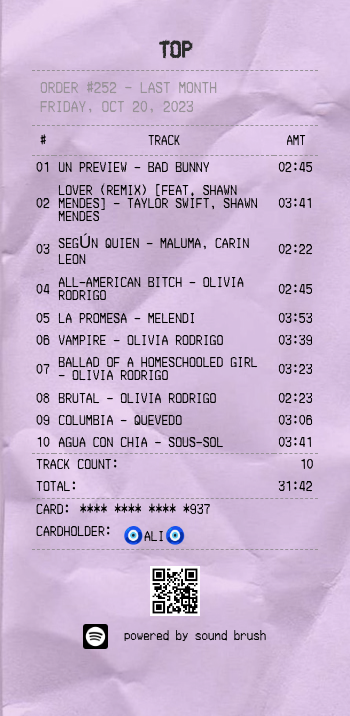 TOP
ORDER #252 - LAST MONTH
FRIDAY, OCT 20, 2023
# TRACK AMT
01 UN PREVIEW - BAD BUNNY 02:45
LOVER (REMIX) [FEAT. SHAWN
02 MENDES] - TAYLOR SWIFT, SHAWN 03:41
MENDES
03 SEGÚN QUIEN - MALUMA, CARIN 02:22
LEON
04 ALL-AMERICAN BITCH - OLIVIA 02:45
RODRIGO
05 LA PROMESA - MELENDI 03:53
06 VAMPIRE - OLIVIA RODRIGO 03:39
07 BALLAD OF A HOMESCHOOLED GIRL 03:23
- OLIVIA RODRIGO
08 BRUTAL - OLIVIA RODRIGO 02:23
09 COLUMBIA - QUEVEDO 03:06
10 AGUA CON CHIA - SOUS-SOL 03:41
TRACK COUNT: 10
TOTAL: 31:42
CARD: **** **** **** *937
CARDHOLDER: 🧿ALI🧿
powered by sound brush